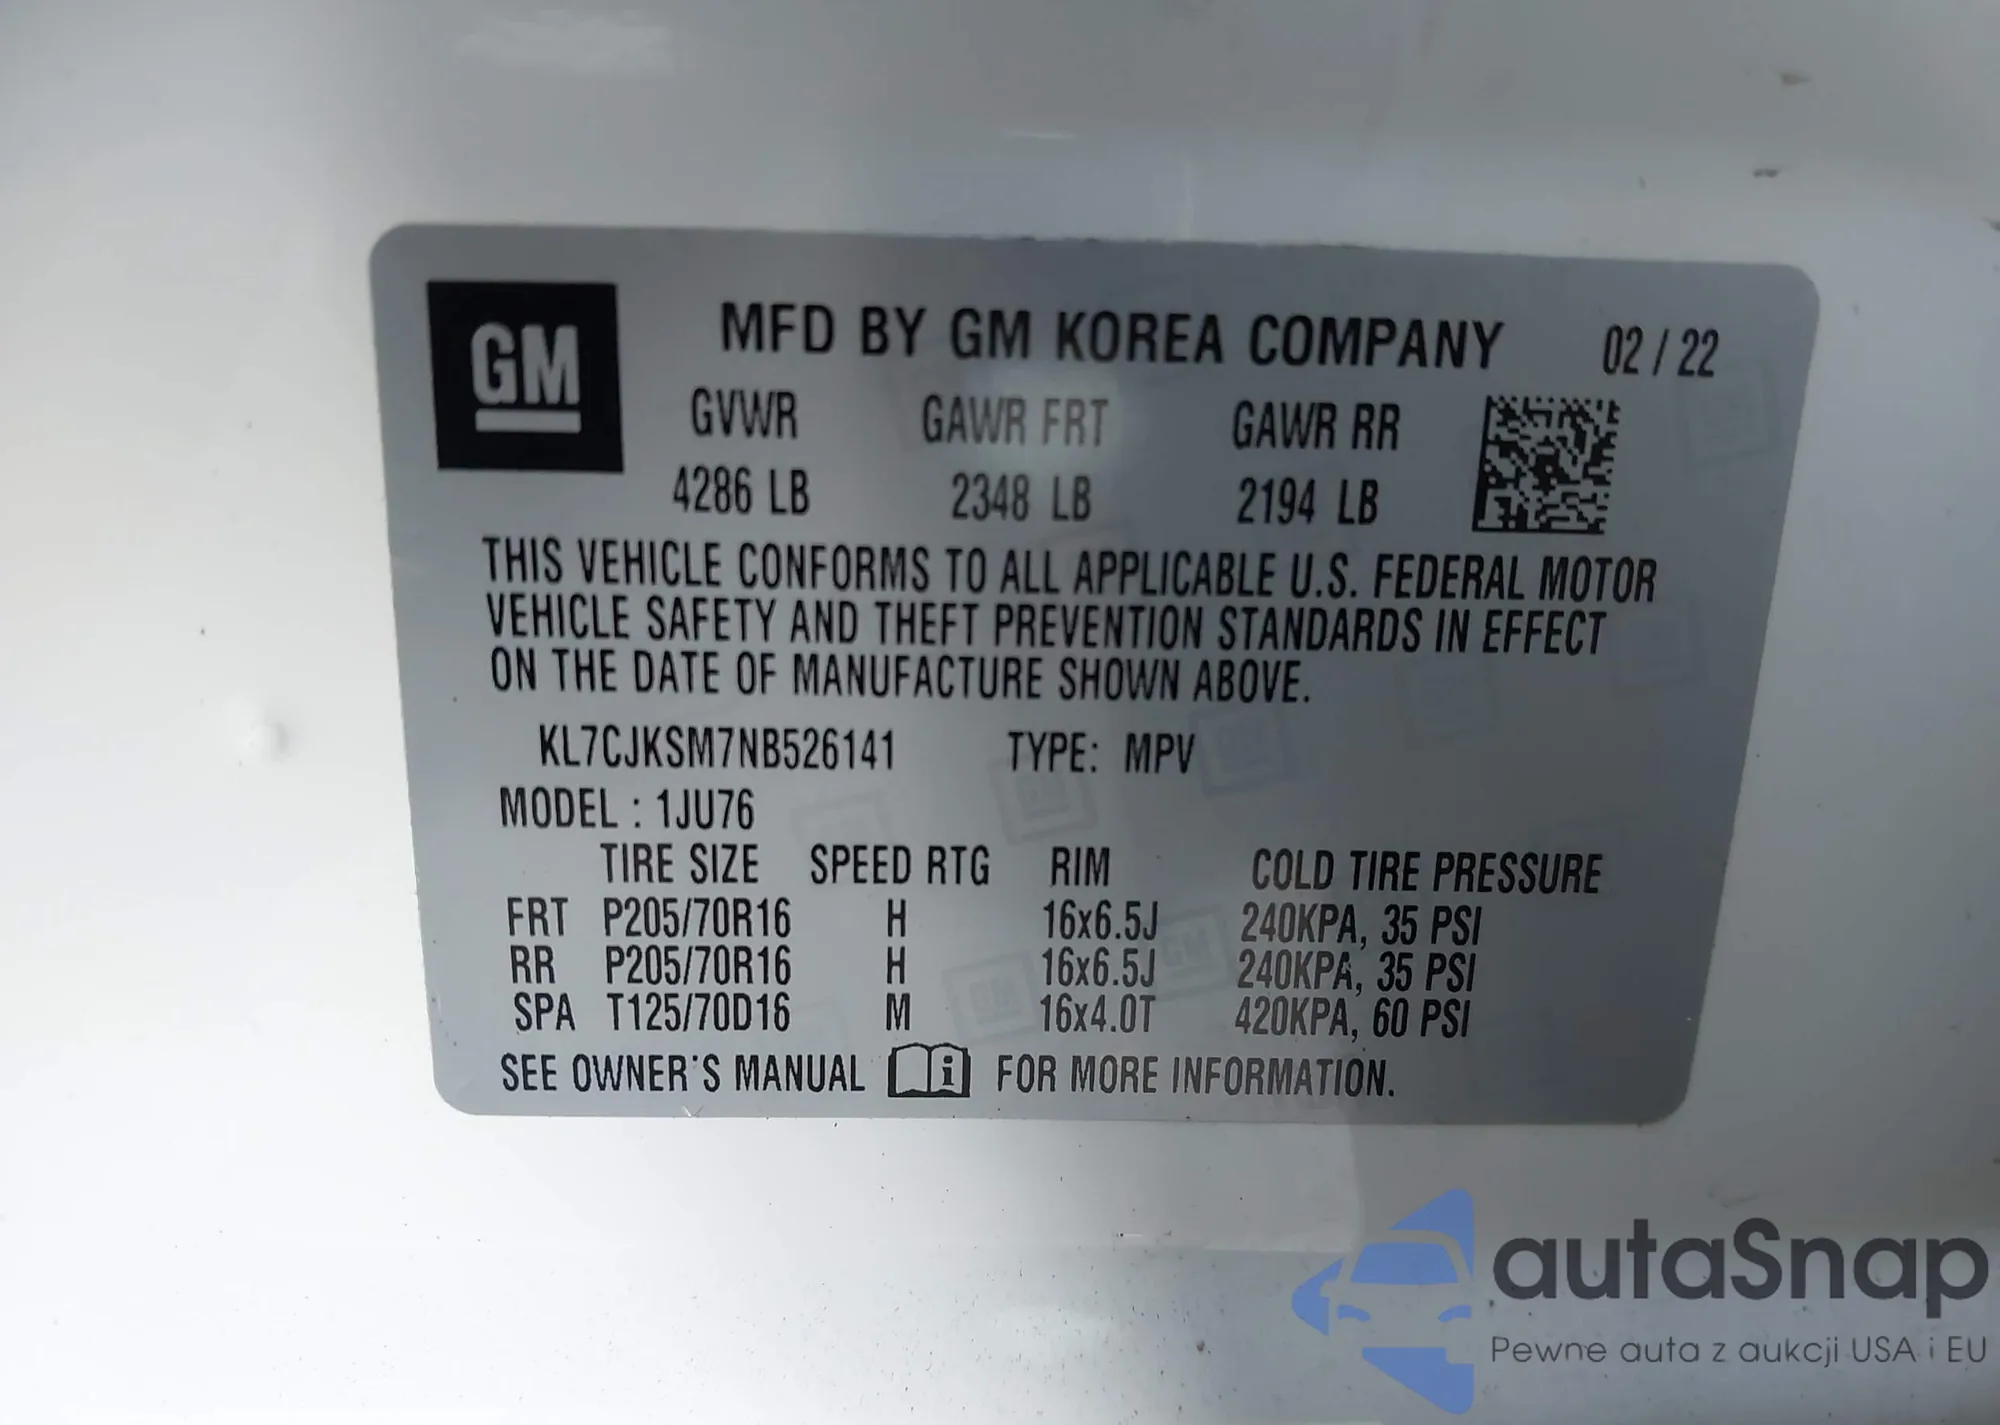 GM
MFD BY GM KOREA COMPANY 02 / 22
GVWR GAWR FRT GAWR RR
4286 LB 2348 LB 2194 LB
THIS VEHICLE CONFORMS TO ALL APPLICABLE U.S. FEDERAL MOTOR
VEHICLE SAFETY AND THEFT PREVENTION STANDARDS IN EFFECT
ON THE DATE OF MANUFACTURE SHOWN ABOVE.
KL7CJKSM7NB526141 TYPE: MPV
MODEL : 1JU76
TIRE SIZE SPEED RTG RIM COLD TIRE PRESSURE
FRT P205/70R16 H 16x6.5J 240KPA, 35 PSI
RR P205/70R16 H 16x6.5J 240KPA, 35 PSI
SPA T125/70D16 M 16x4.0T 420KPA, 60 PSI
SEE OWNER'S MANUAL i FOR MORE INFORMATION.
autaSnap
Pewne auta z aukcji USA i EU